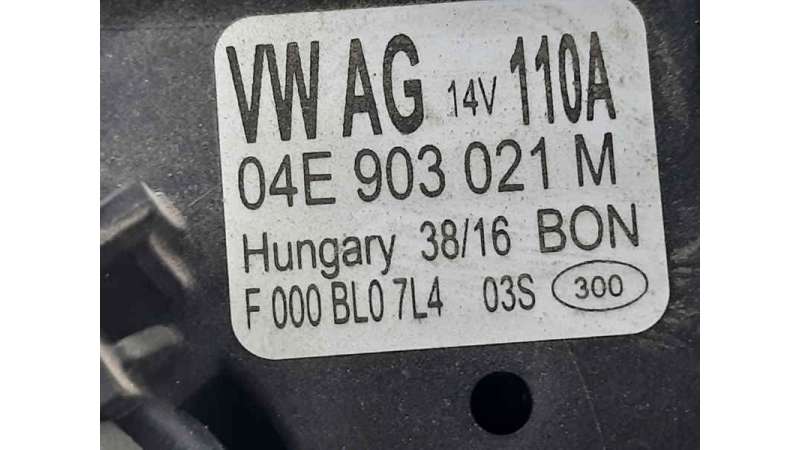 VW AG 14V 110A
04E 903 021 M
Hungary 38/16 BON
F 000 BL0 7L4 03S 300